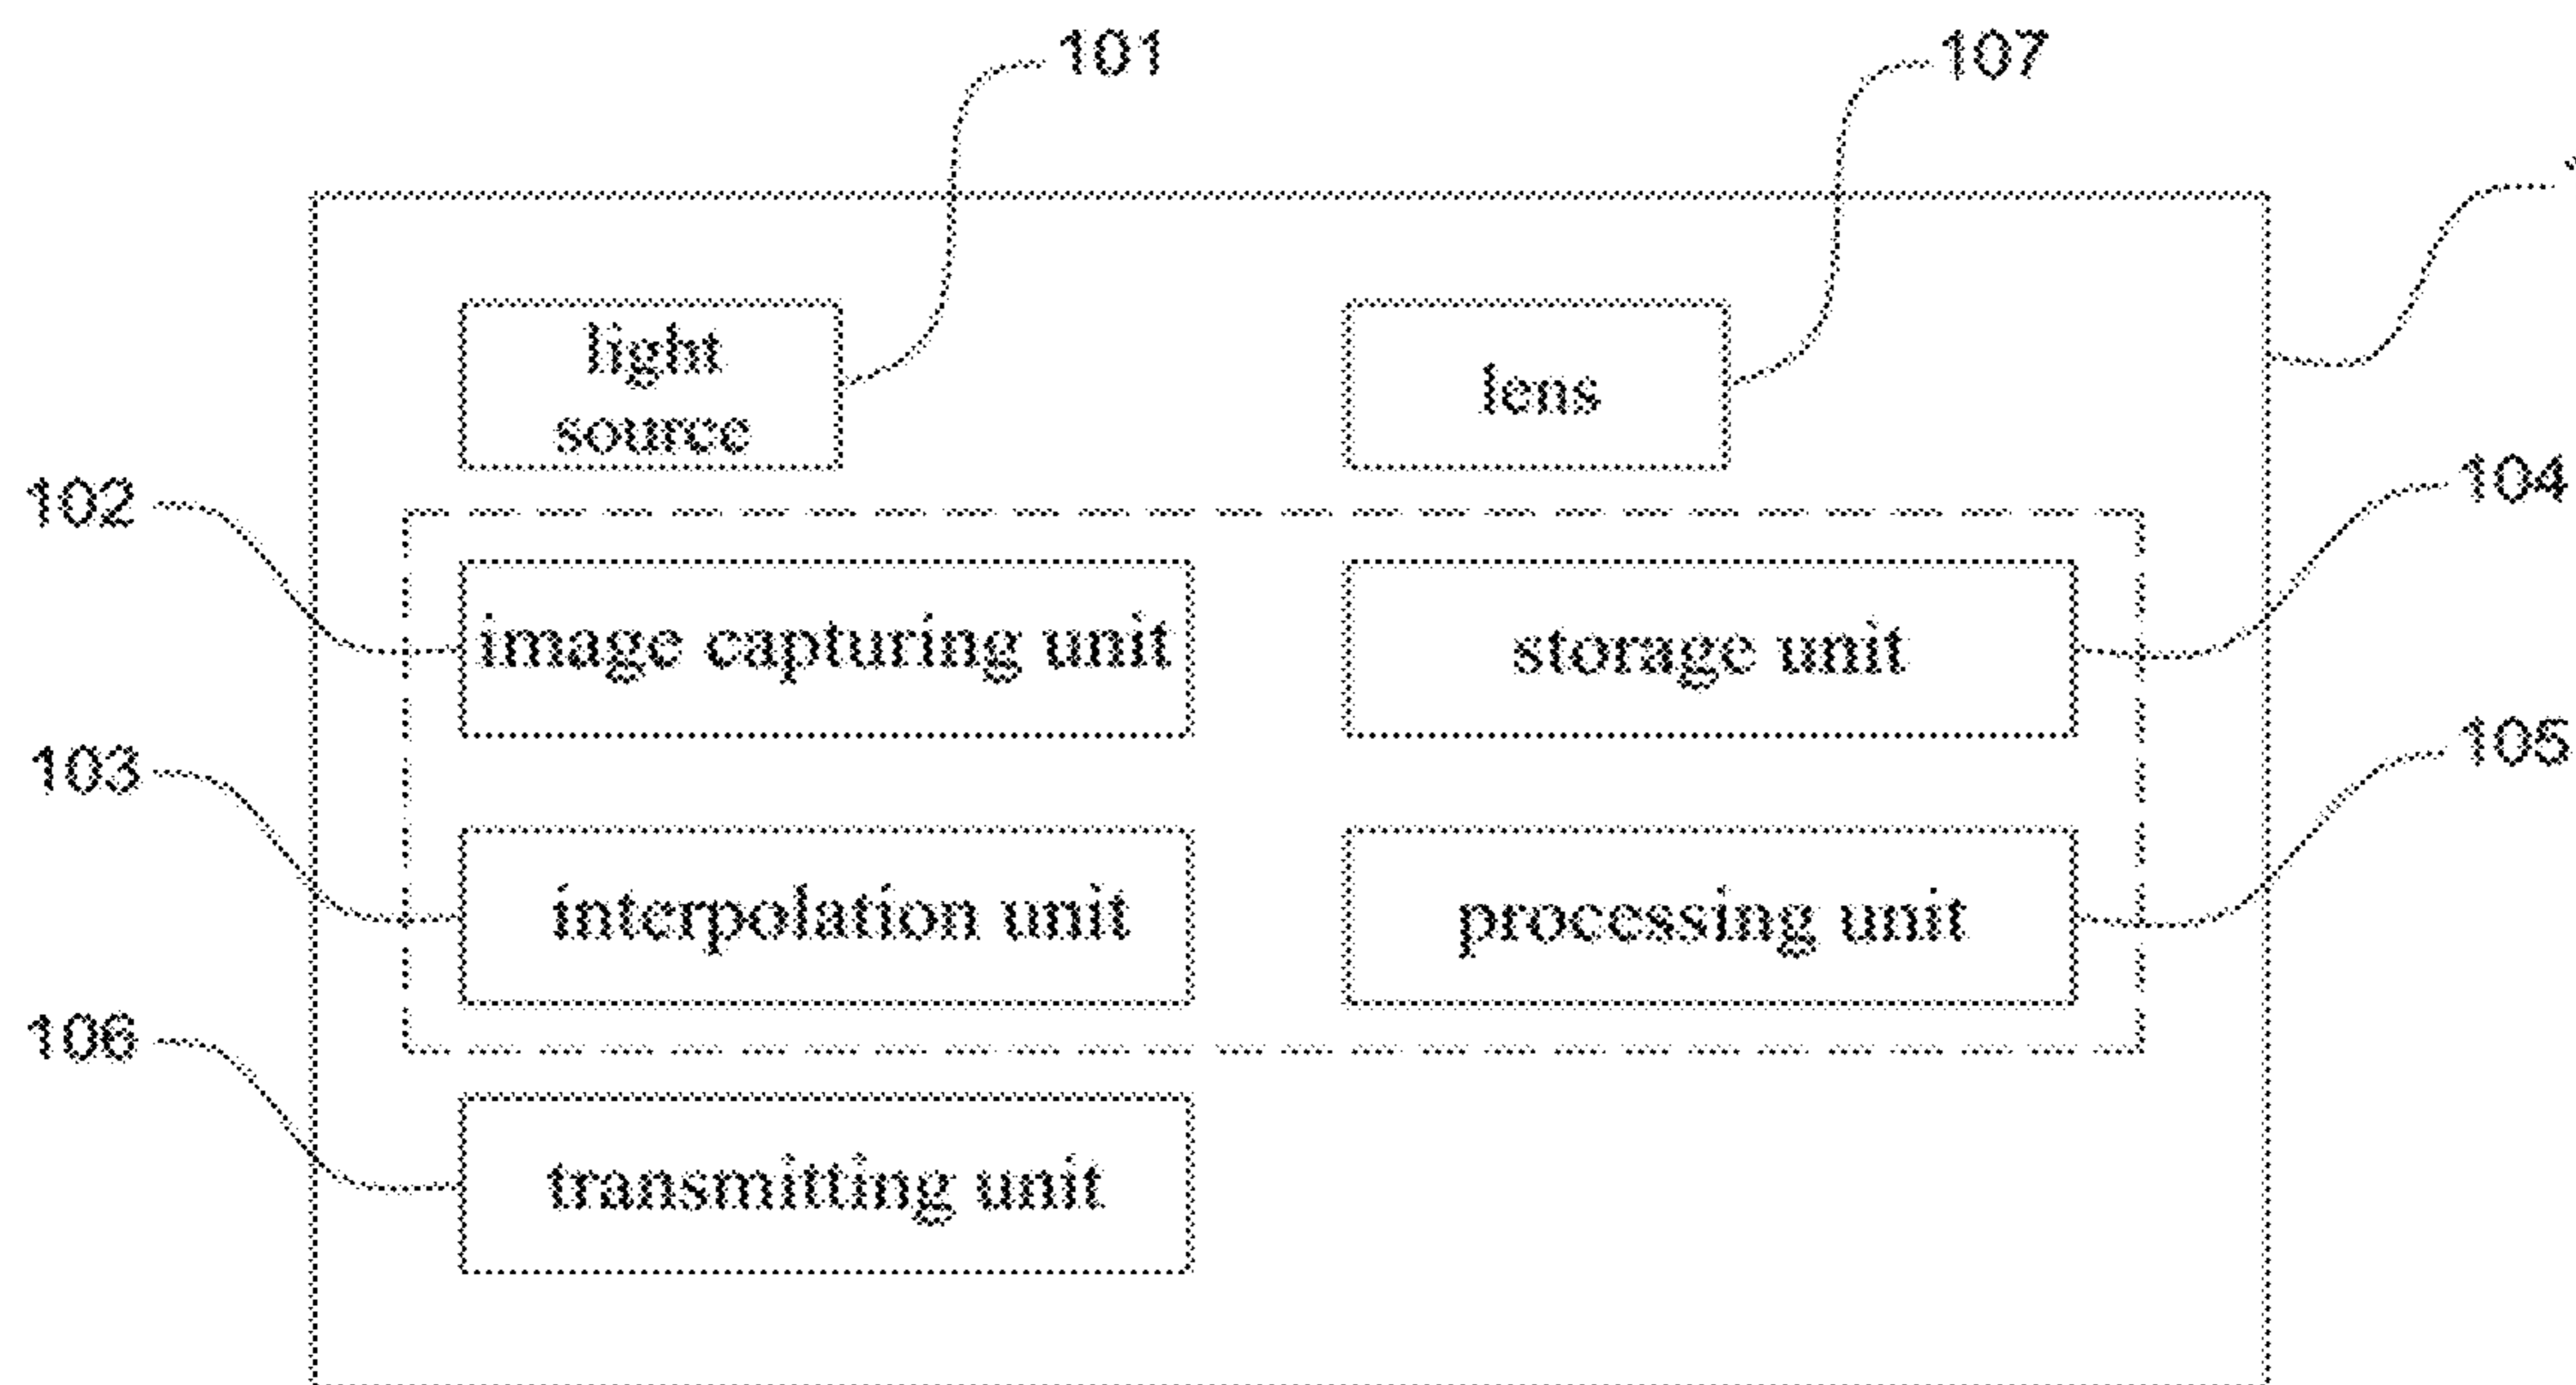 101
107
light
source
lens
102
104
image capturing unit
storage unit
103
105
interpolation unit
processing unit
106
transmitting unit